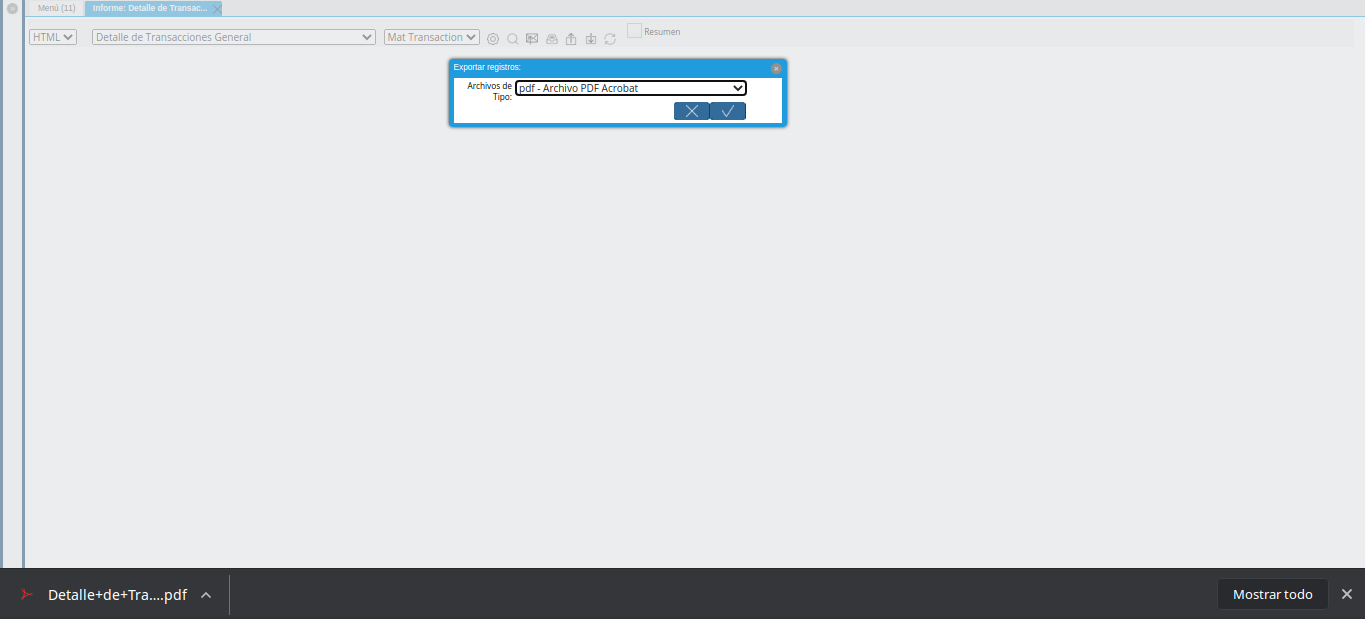 Menú (11)
Informe: Detalle de Transac...
HTML
Detalle de Transacciones General
Mat Transaction
Resumen
Exportar registros:
Archivos de
Tipo:
pdf - Archivo PDF Acrobat
Detalle+de+Tra....pdf
Mostrar todo